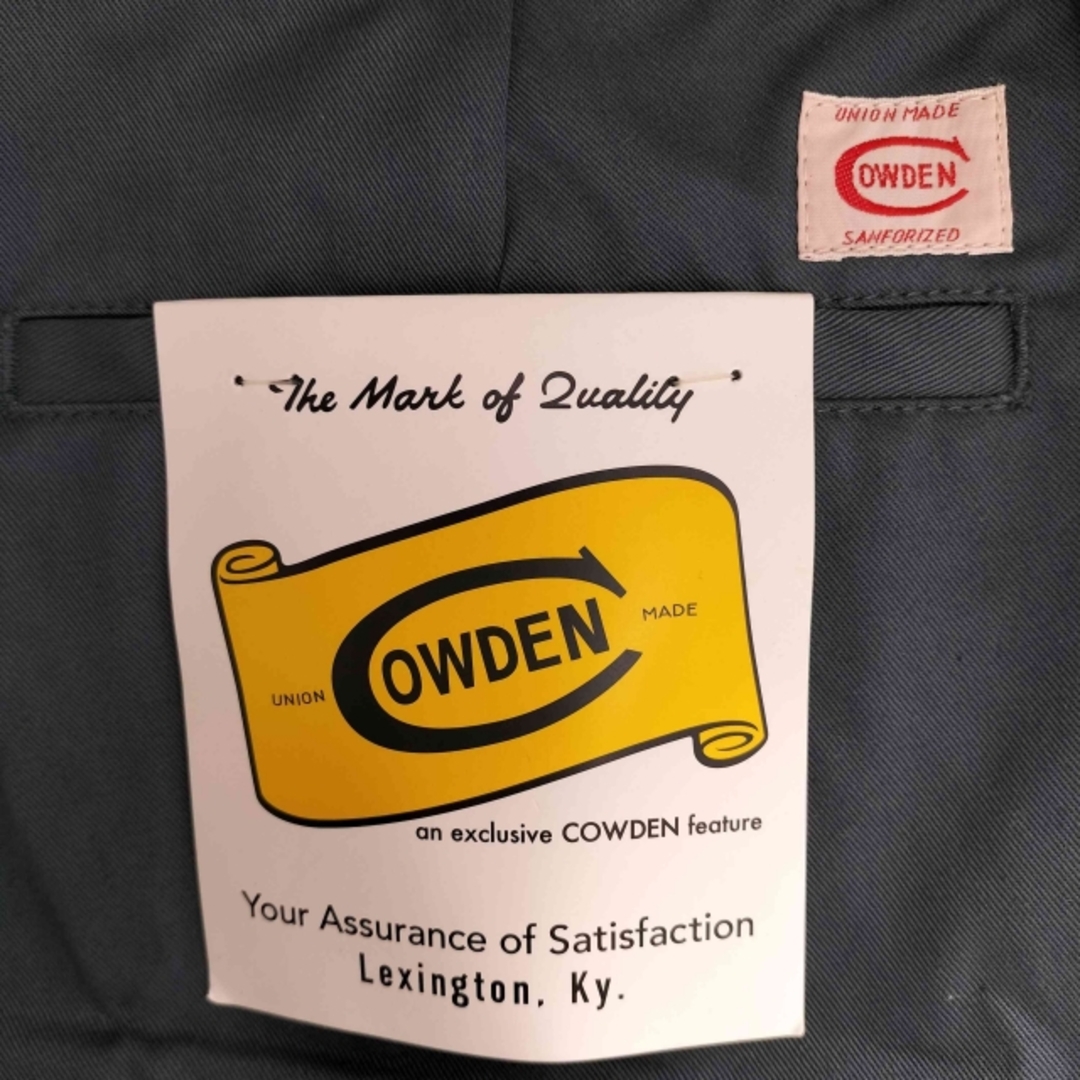 UNION MADE
COWDEN
SANFORIZED
The Mark of Quality
UNION COWDEN MADE
an exclusive COWDEN feature
Your Assurance of Satisfaction
Lexington, Ky.